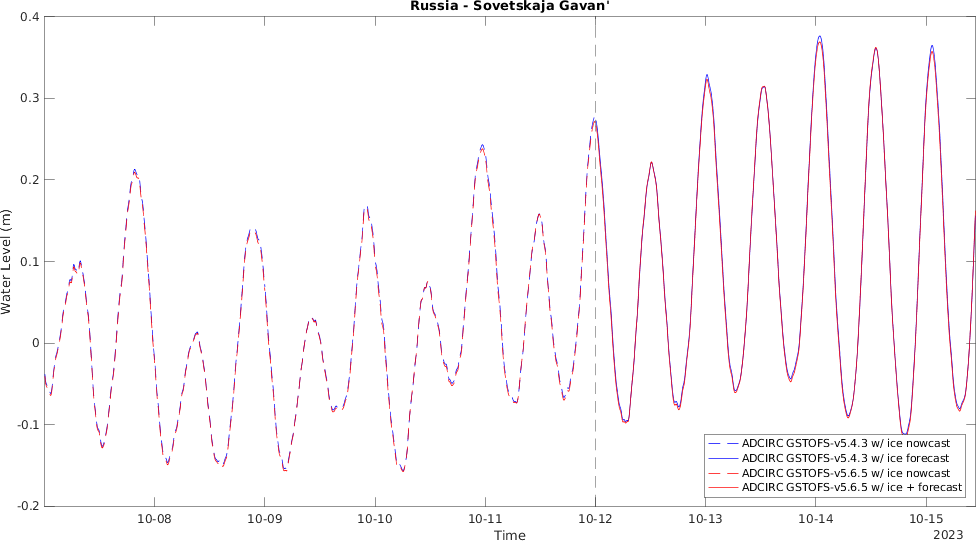 Russia - Sovetskaja Gavan'
0.4
0.3
0.2
0.1
0
-0.1
-0.2
Water Level (m)
ADCIRC GSTOFS-v5.4.3 w/ ice nowcast
ADCIRC GSTOFS-v5.4.3 w/ ice forecast
ADCIRC GSTOFS-v5.6.5 w/ ice nowcast
ADCIRC GSTOFS-v5.6.5 w/ ice + forecast
10-08 10-09 10-10 10-11 10-12 10-13 10-14 10-15
Time
2023